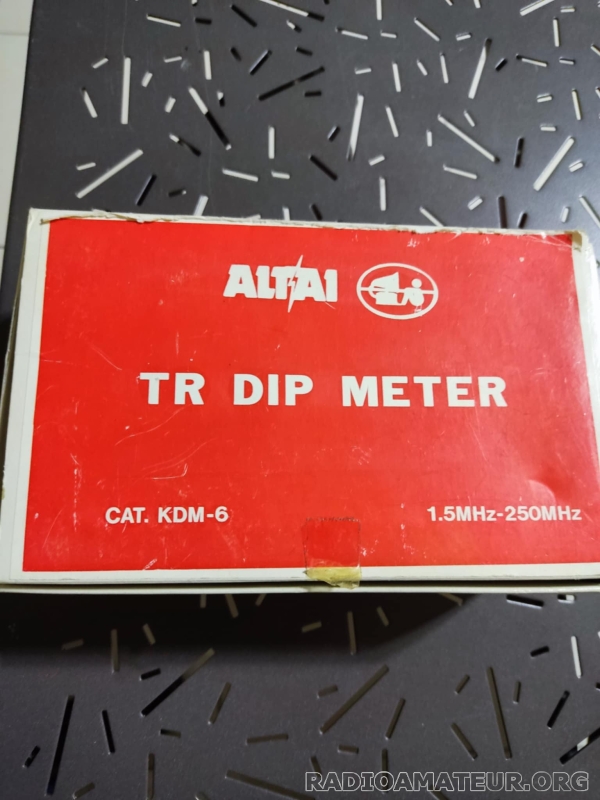 ALTAI
TR DIP METER
CAT. KDM-6
1.5MHz-250MHz
RADIOAMATEUR.ORG